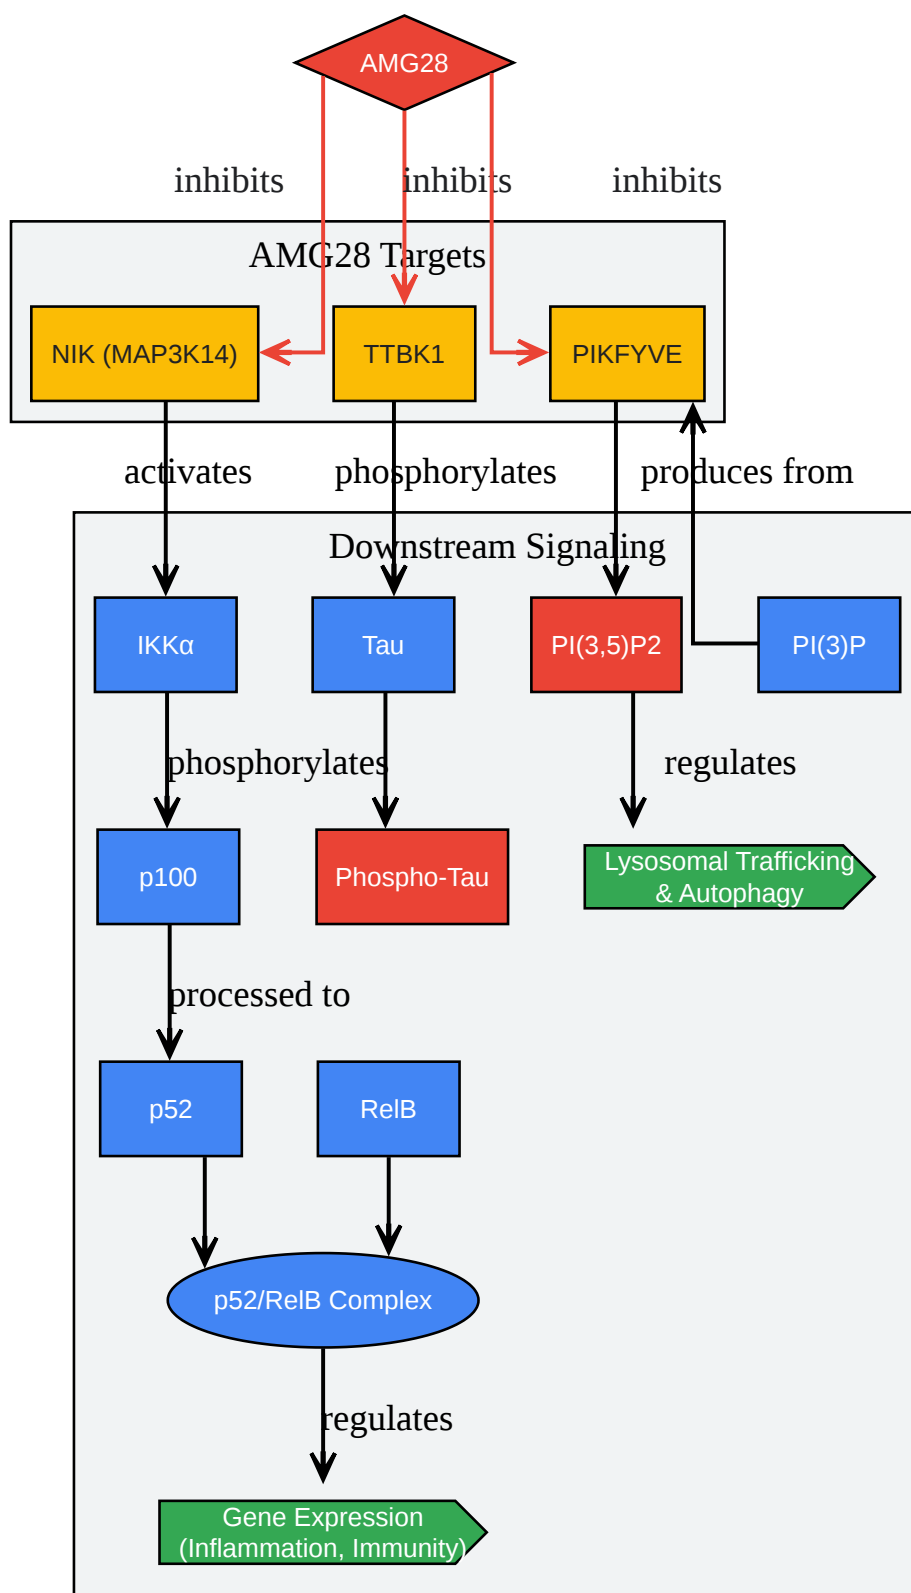 AMG28
inhibits
inhibits
inhibits
AMG28 Targets
NIK (MAP3K14)
TTBK1
PIKFYVE
activates
phosphorylates
produces from
Downstream Signaling
IKKα
Tau
PI(3,5)P2
PI(3)P
phosphorylates
regulates
p100
Phospho-Tau
Lysosomal Trafficking
& Autophagy
processed to
p52
RelB
p52/RelB Complex
regulates
Gene Expression
(Inflammation, Immunity)